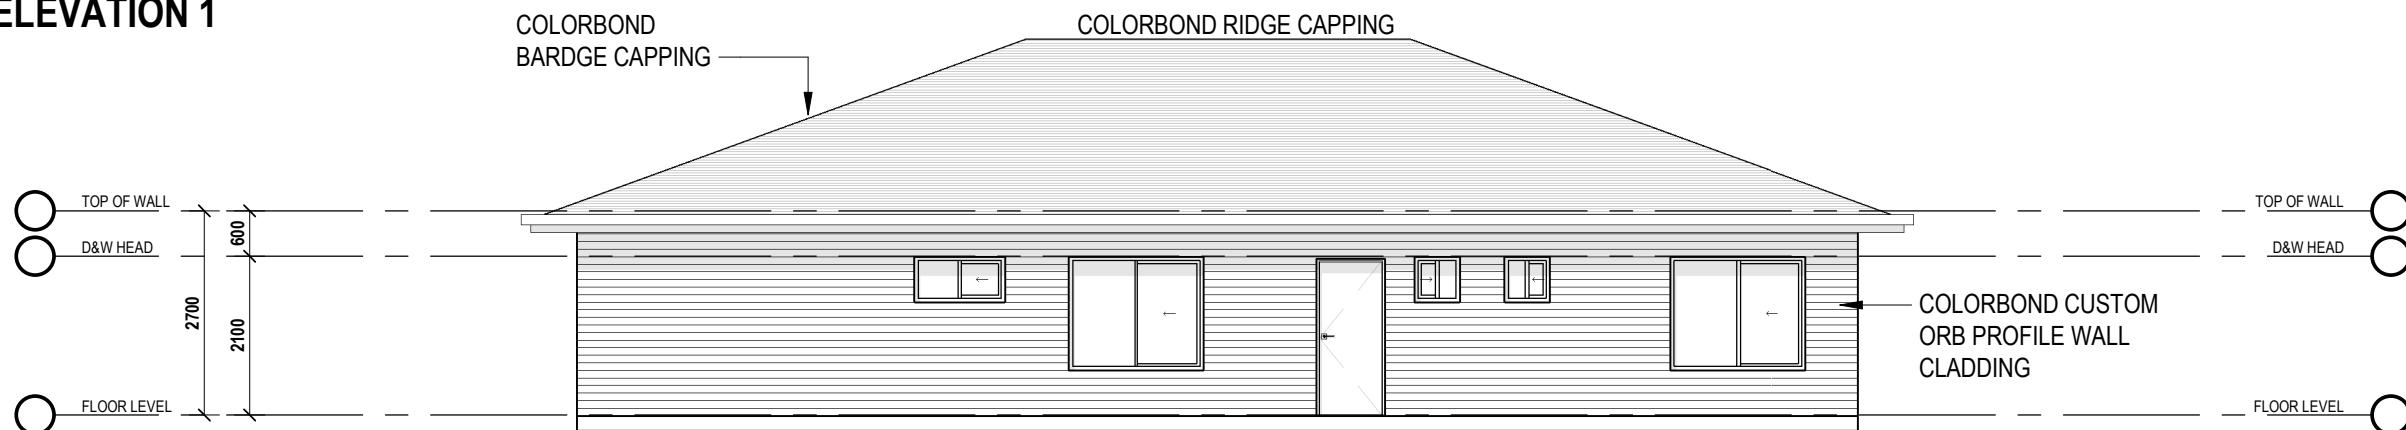 ELEVATION 1
COLORBOND
BARDGE CAPPING
COLORBOND RIDGE CAPPING
TOP OF WALL
TOP OF WALL
600
D&W HEAD
D&W HEAD
2700
2100
COLORBOND CUSTOM
ORB PROFILE WALL
CLADDING
FLOOR LEVEL
FLOOR LEVEL